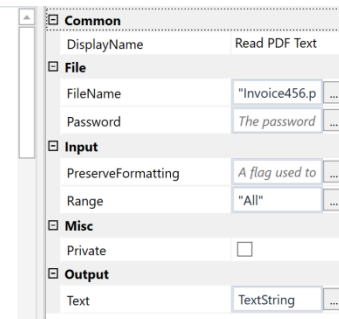 Common
DisplayName Read PDF Text
File
FileName "Invoice456.p ...
Password The password ...
Input
PreserveFormatting A flag used to ...
Range "All" ...
Misc
Private
Output
Text TextString ...